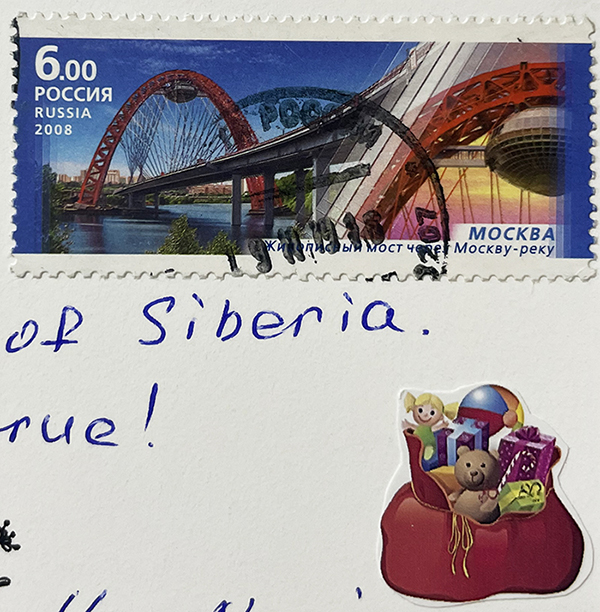 6.00
РОССИЯ
RUSSIA
2008
МОСКВА
Живописный мост через Москву-реку
of Siberia.
rue!